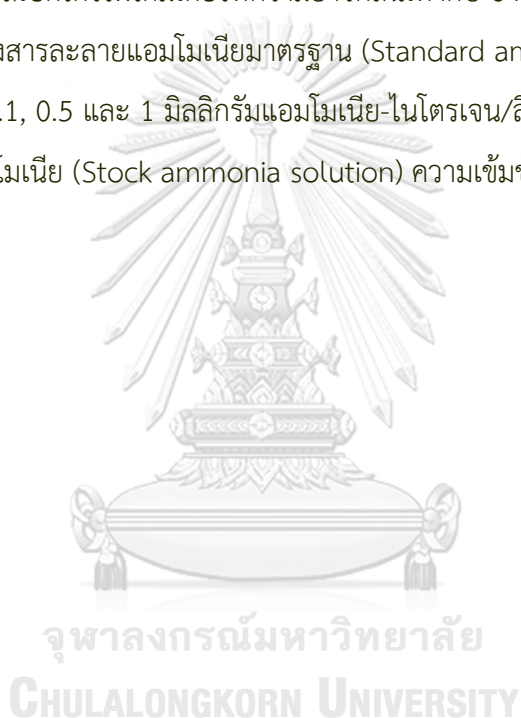 งสารละลายแอมโมเนียมาตรฐาน (Standard an
.1, 0.5 และ 1 มิลลิกรัมแอมโมเนีย-ไนโตรเจน/ลิ
โมเนีย (Stock ammonia solution) ความเข้มข
จุฬาลงกรณ์มหาวิทยาลัย
CHULALONGKORN UNIVERSITY